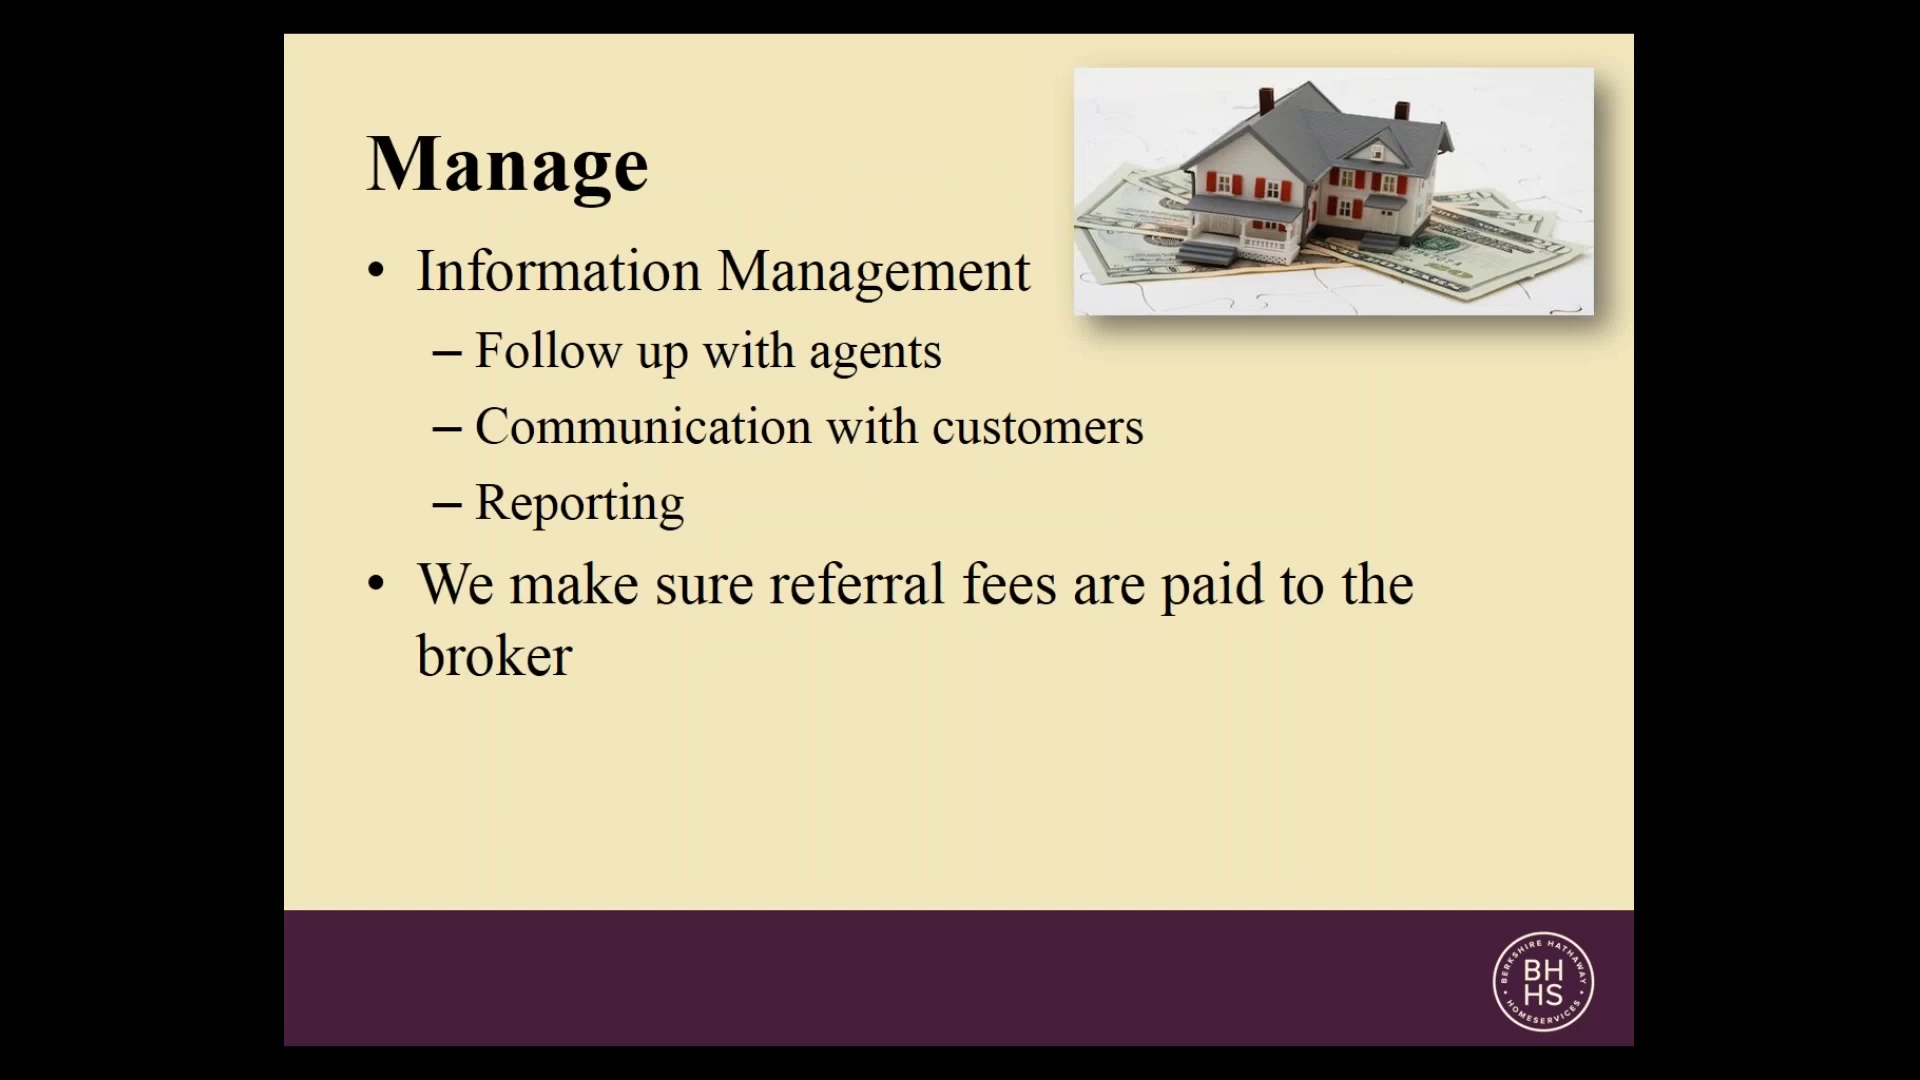 Manage
• Information Management
– Follow up with agents
– Communication with customers
– Reporting
• We make sure referral fees are paid to the
broker
BERKSHIRE HATHAWAY
BH
HS
HOMESERVICES